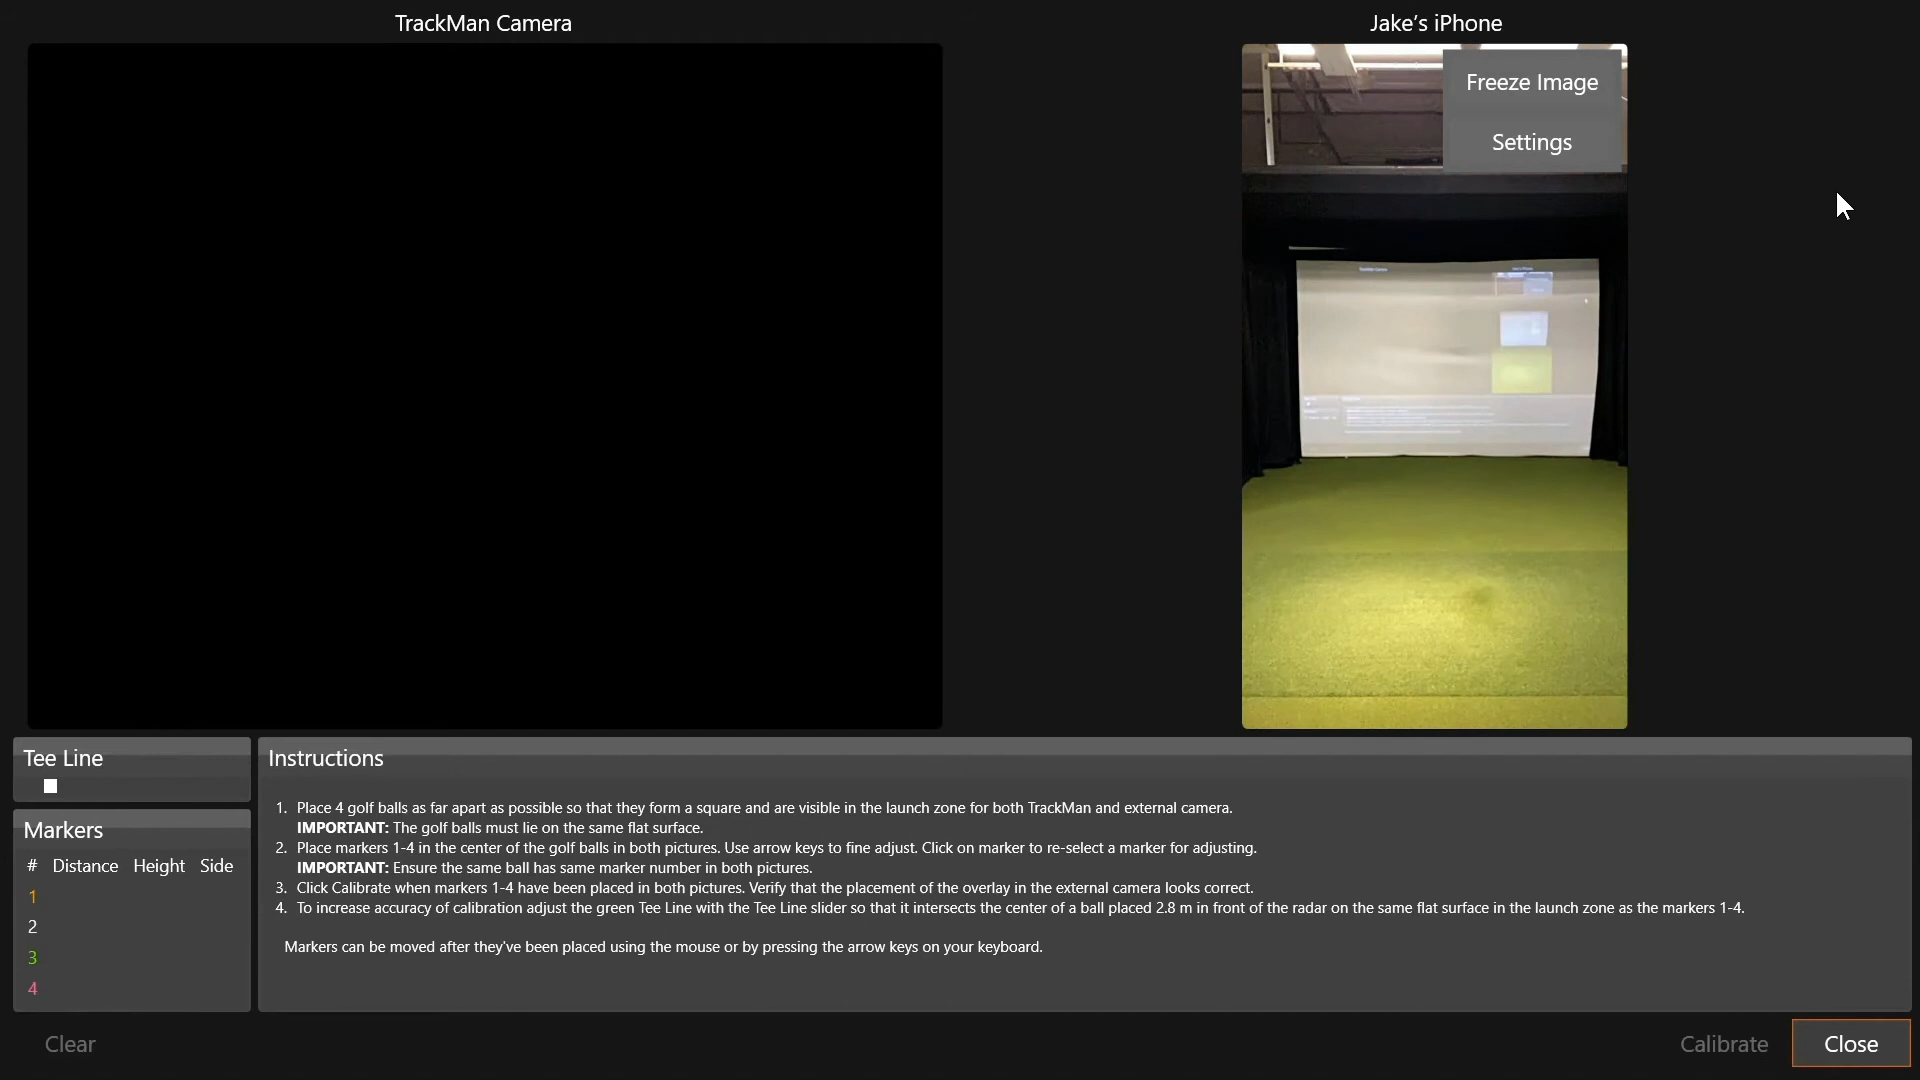 TrackMan Camera
Jake's iPhone
Freeze Image
Settings
Tee Line
Markers
# Distance Height Side
1
2
3
4
Instructions
1. Place 4 golf balls as far apart as possible so that they form a square and are visible in the launch zone for both TrackMan and external camera.
IMPORTANT: The golf balls must lie on the same flat surface.
2. Place markers 1-4 in the center of the golf balls in both pictures. Use arrow keys to fine adjust. Click on marker to re-select a marker for adjusting.
IMPORTANT: Ensure the same ball has same marker number in both pictures.
3. Click Calibrate when markers 1-4 have been placed in both pictures. Verify that the placement of the overlay in the external camera looks correct.
4. To increase accuracy of calibration adjust the green Tee Line with the Tee Line slider so that it intersects the center of a ball placed 2.8 m in front of the radar on the same flat surface in the launch zone as the markers 1-4.
Markers can be moved after they've been placed using the mouse or by pressing the arrow keys on your keyboard.
Clear
Calibrate
Close